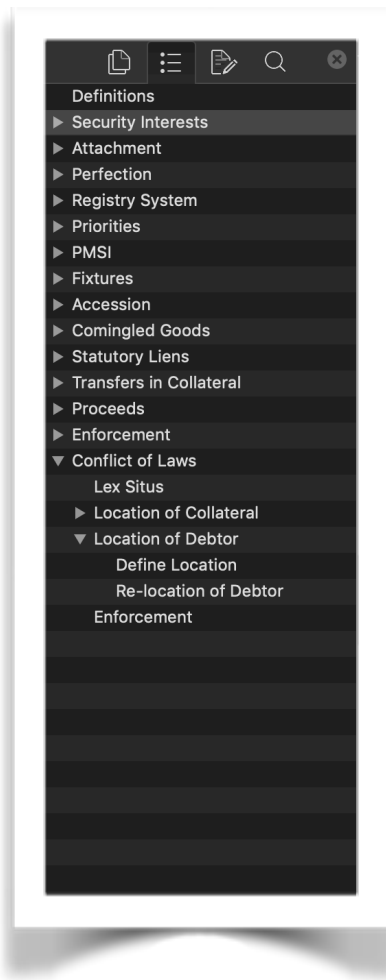 Definitions
Security Interests
Attachment
Perfection
Registry System
Priorities
PMSI
Fixtures
Accession
Comingled Goods
Statutory Liens
Transfers in Collateral
Proceeds
Enforcement
Conflict of Laws
Lex Situs
Location of Collateral
Location of Debtor
Define Location
Re-location of Debtor
Enforcement